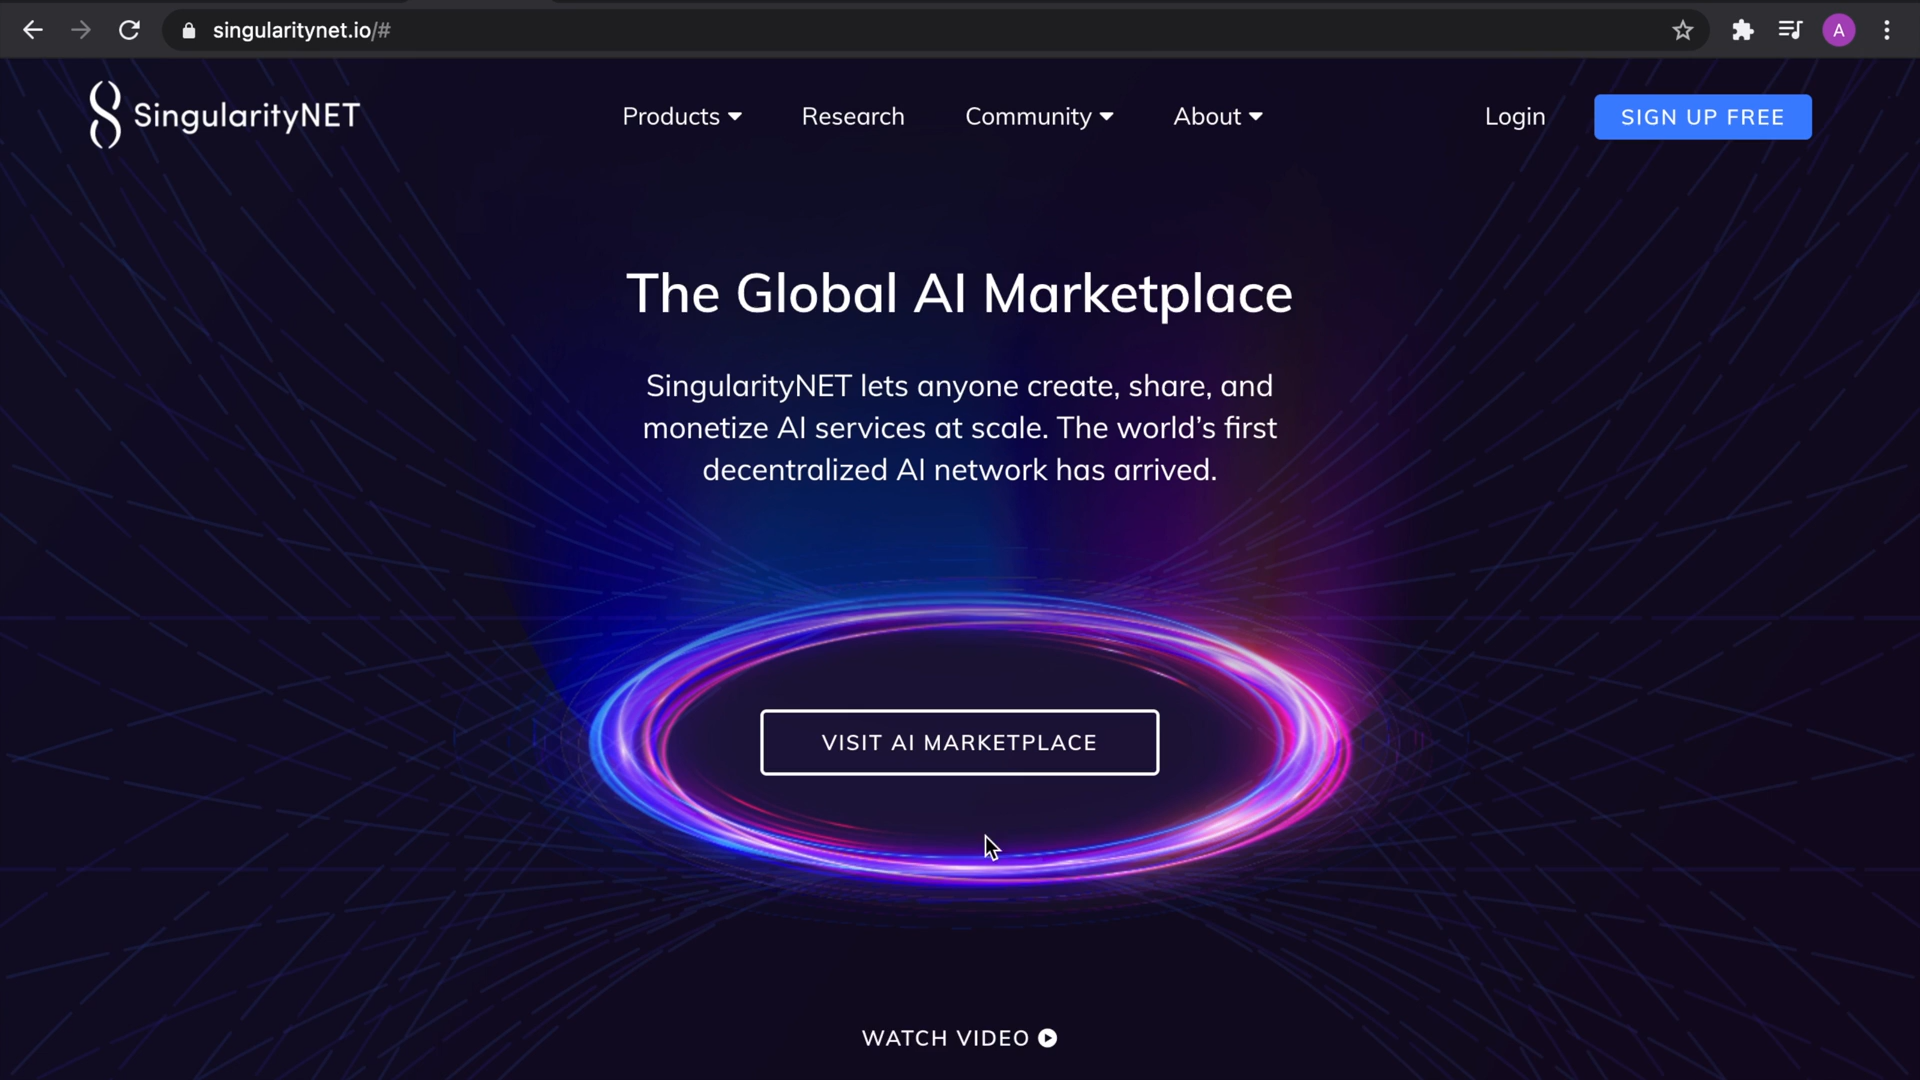 singularitynet.io/#
A
SingularityNET
Products
Research
Community
About
Login
SIGN UP FREE
The Global AI Marketplace
SingularityNET lets anyone create, share, and
monetize AI services at scale. The world’s first
decentralized AI network has arrived.
VISIT AI MARKETPLACE
WATCH VIDEO